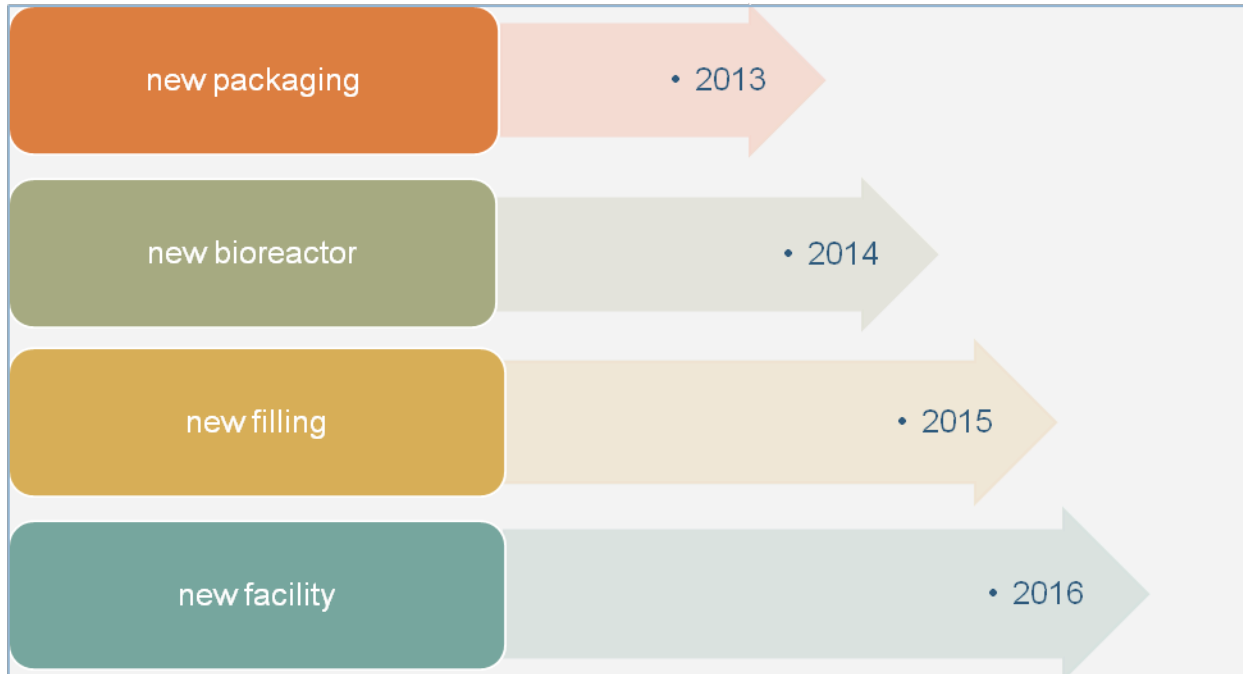 new packaging
• 2013
new bioreactor
• 2014
new filling
• 2015
new facility
• 2016